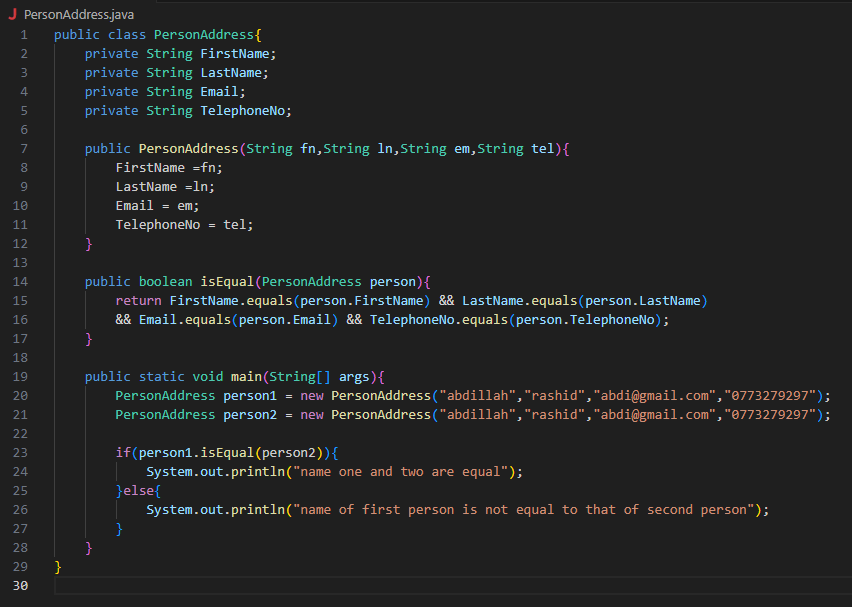 PersonAddress.java
1 public class PersonAddress{
2     private String FirstName;
3     private String LastName;
4     private String Email;
5     private String TelephoneNo;
6
7     public PersonAddress(String fn,String ln,String em,String tel){
8         FirstName =fn;
9         LastName =ln;
10         Email = em;
11         TelephoneNo = tel;
12     }
13
14     public boolean isEqual(PersonAddress person){
15         return FirstName.equals(person.FirstName) && LastName.equals(person.LastName)
16         && Email.equals(person.Email) && TelephoneNo.equals(person.TelephoneNo);
17     }
18
19     public static void main(String[] args){
20         PersonAddress person1 = new PersonAddress("abdillah","rashid","abdi@gmail.com","0773279297");
21         PersonAddress person2 = new PersonAddress("abdillah","rashid","abdi@gmail.com","0773279297");
22
23         if(person1.isEqual(person2)){
24             System.out.println("name one and two are equal");
25         }else{
26             System.out.println("name of first person is not equal to that of second person");
27         }
28     }
29 }
30